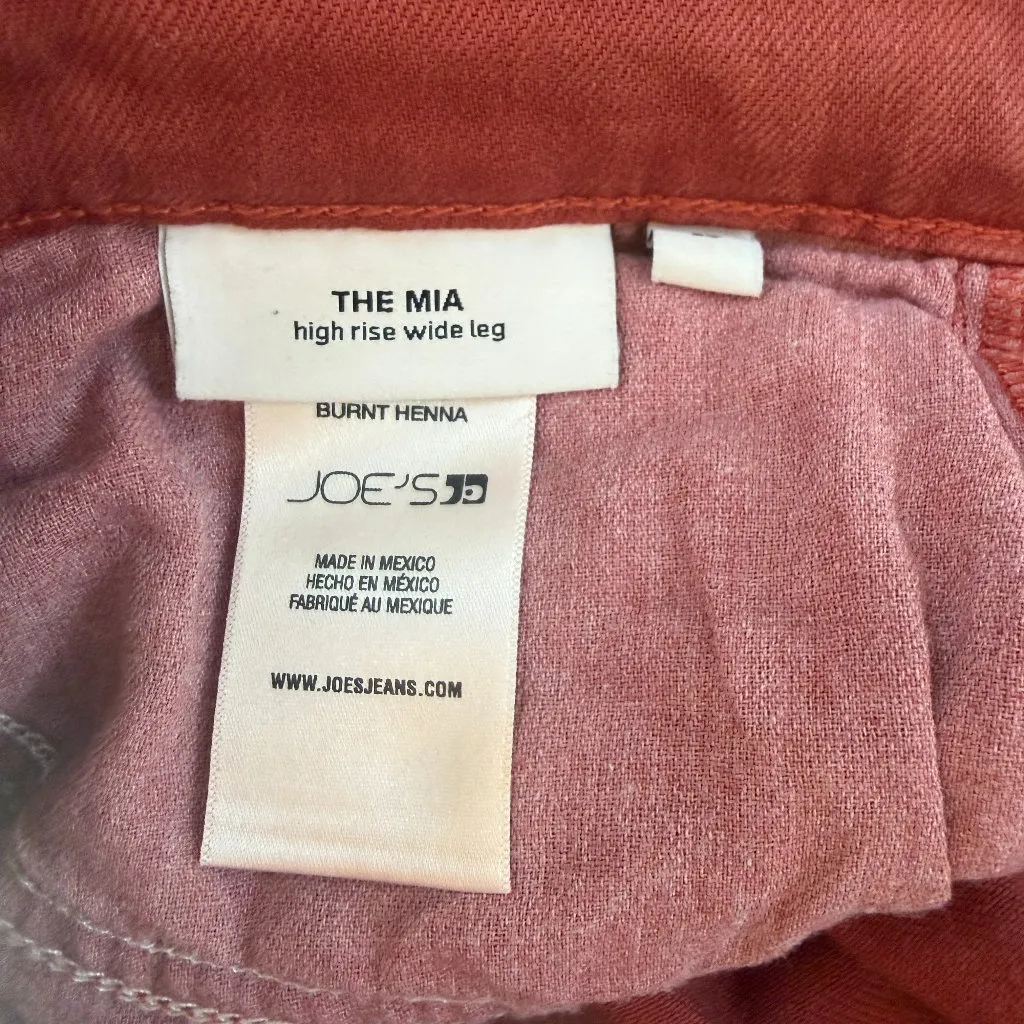 THE MIA
high rise wide leg
BURNT HENNA
JOE'S
MADE IN MEXICO
HECHO EN MÉXICO
FABRIQUÉ AU MEXIQUE
WWW.JOESJEANS.COM